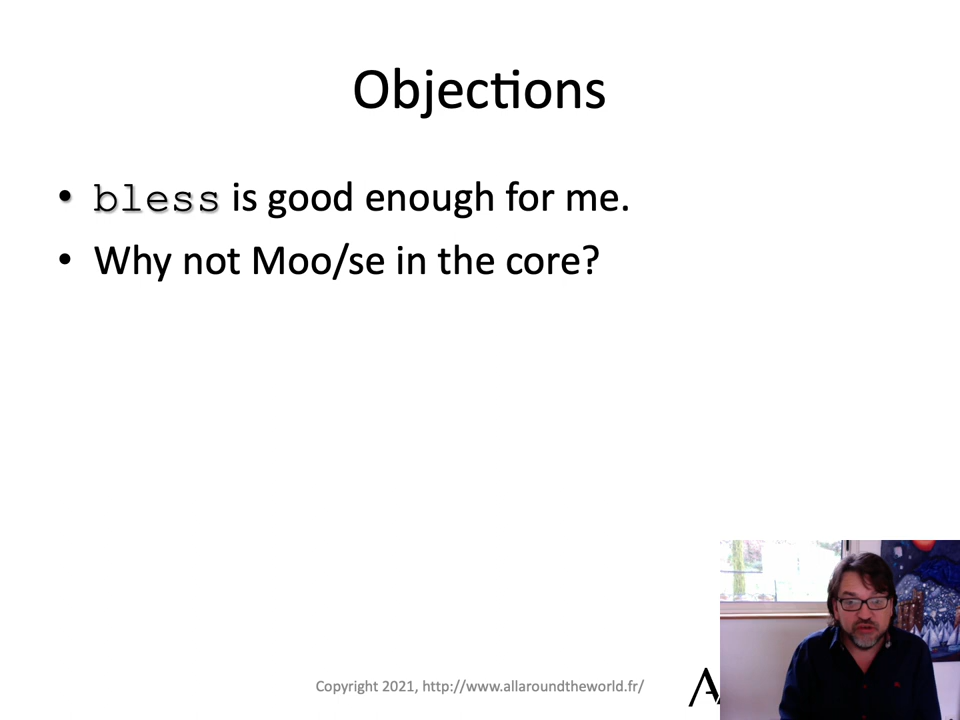 Objections
• bless is good enough for me.
• Why not Moo/se in the core?
Copyright 2021, http://www.allaroundtheworld.fr/